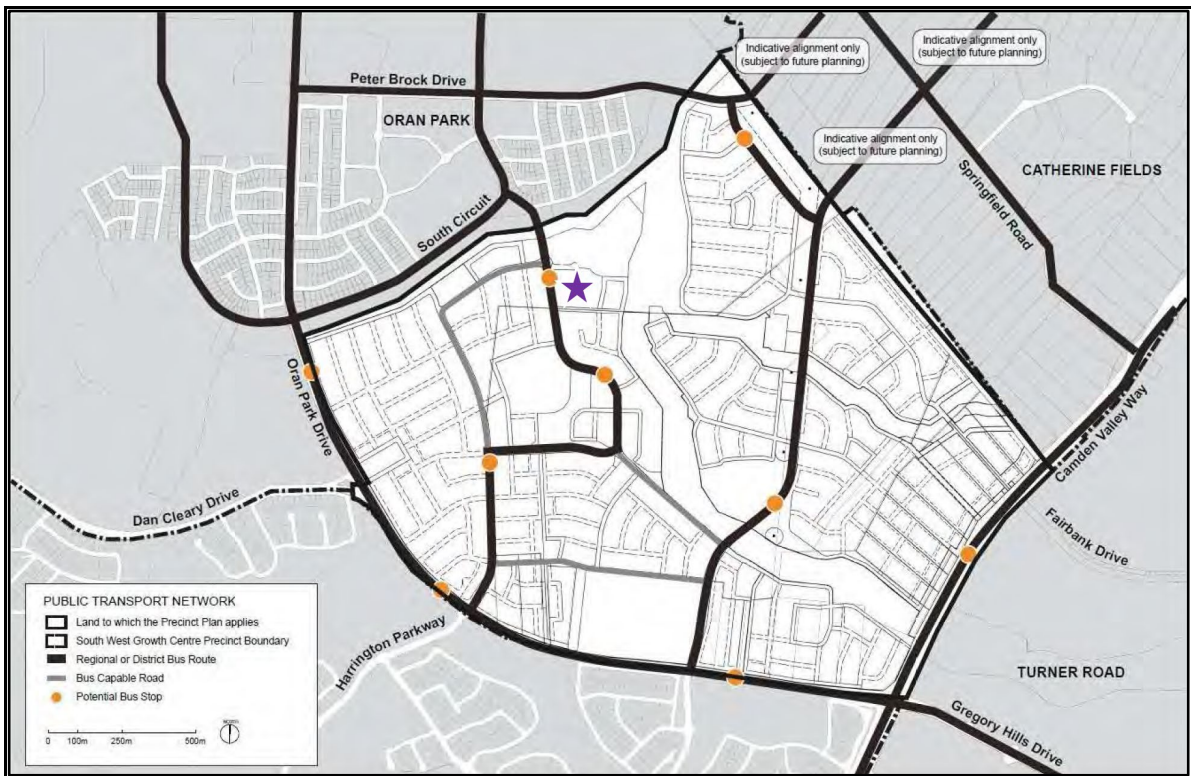 Indicative alignment only
(subject to future planning)
Indicative alignment only
(subject to future planning)
Peter Brock Drive
ORAN PARK
Indicative alignment only
(subject to future planning)
CATHERINE FIELDS
Springfield Road
South Circuit
Oran Park Drive
Camden Valley Way
Dan Cleary Drive
Fairbank Drive
Harrington Parkway
TURNER ROAD
Gregory Hills Drive
PUBLIC TRANSPORT NETWORK
Land to which the Precinct Plan applies
South West Growth Centre Precinct Boundary
Regional or District Bus Route
Bus Capable Road
Potential Bus Stop
NORTH
0 100m 250m 500m